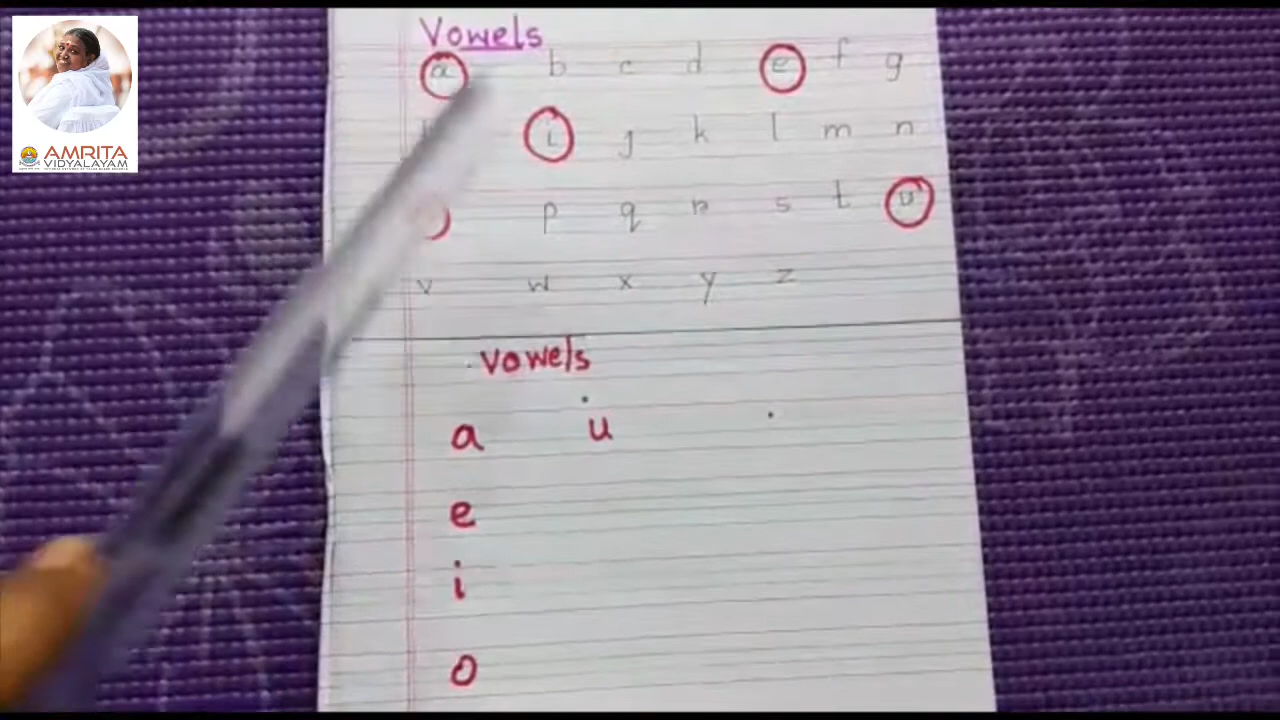 AMRITA
VIDYALAYAM
Vowels
a b c d e f g
i j k l m n
p q r s t u
v w x y z
Vowels
a u
e
i
o